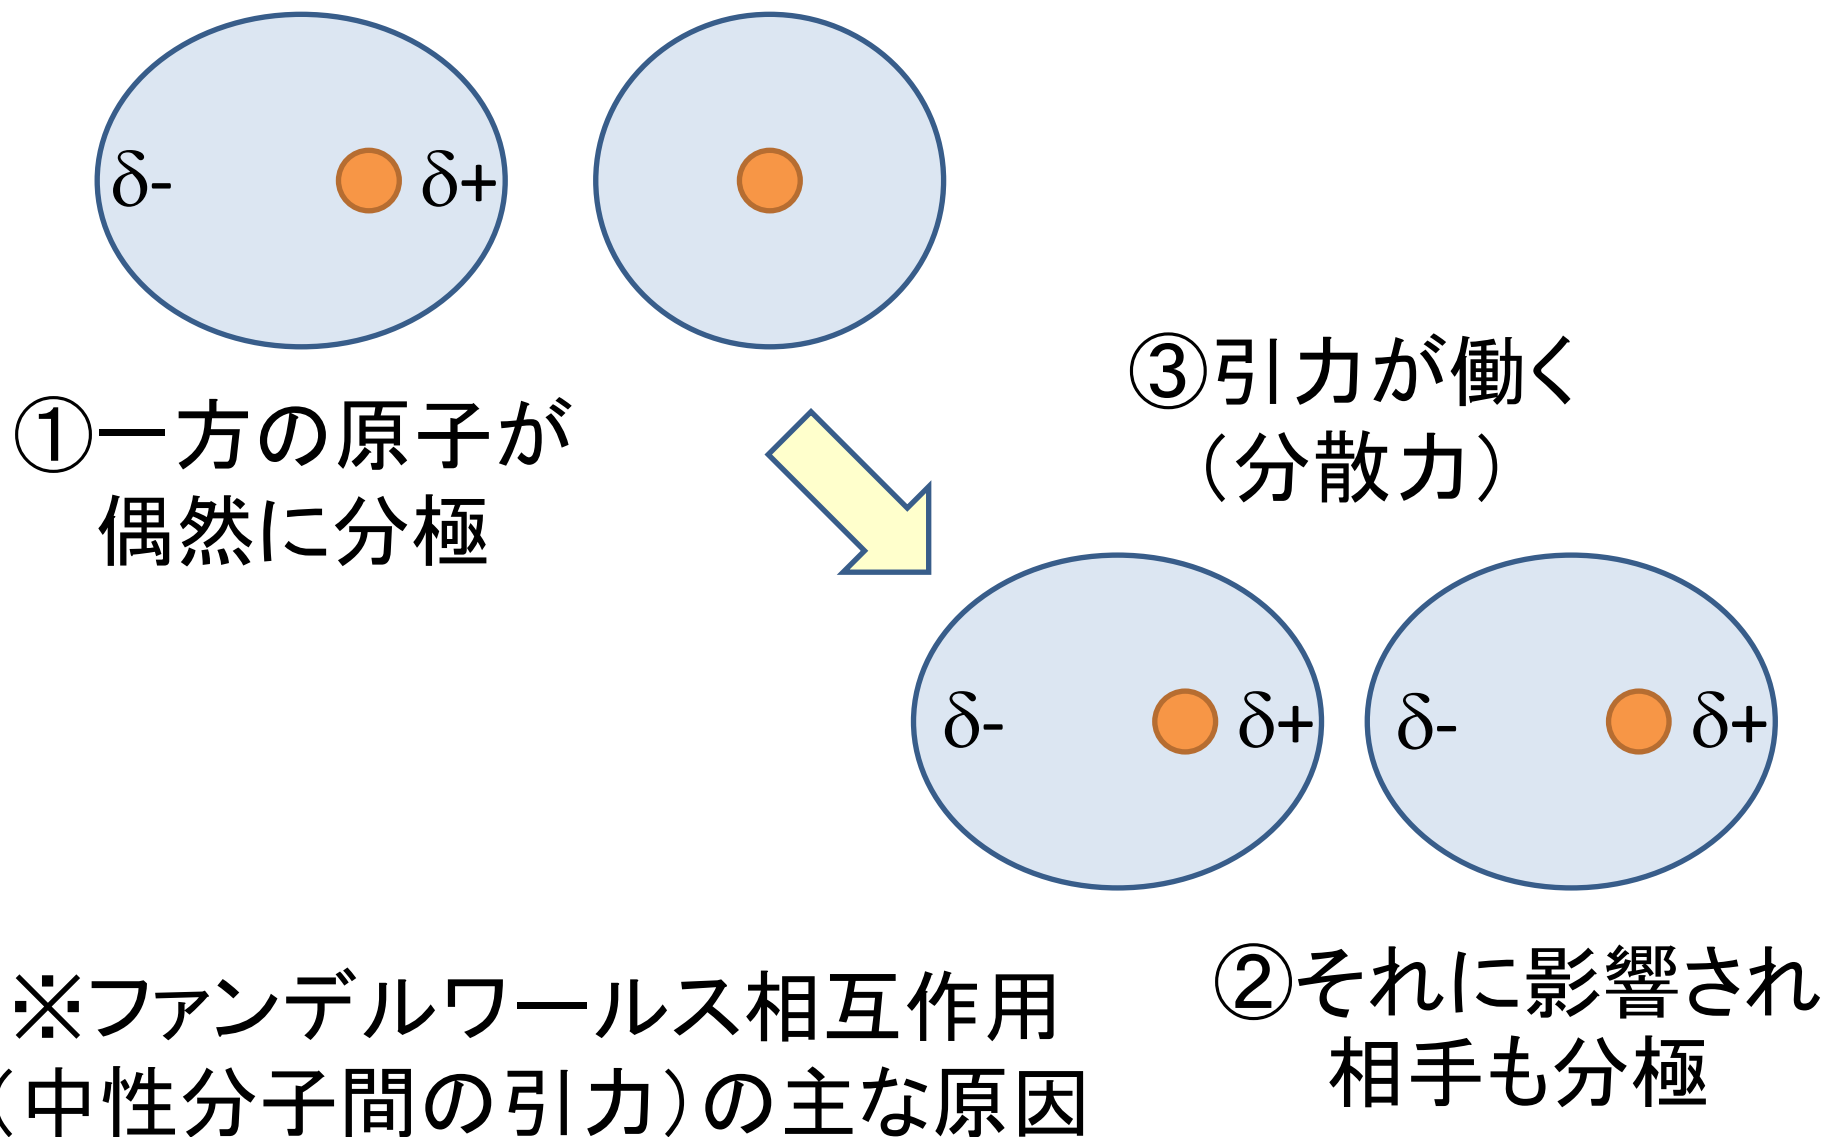 δ- δ+
①一方の原子が
偶然に分極
③引力が働く
（分散力）
δ- δ+ δ- δ+
②それに影響され
相手も分極
※ファンデルワールス相互作用
（中性分子間の引力）の主な原因